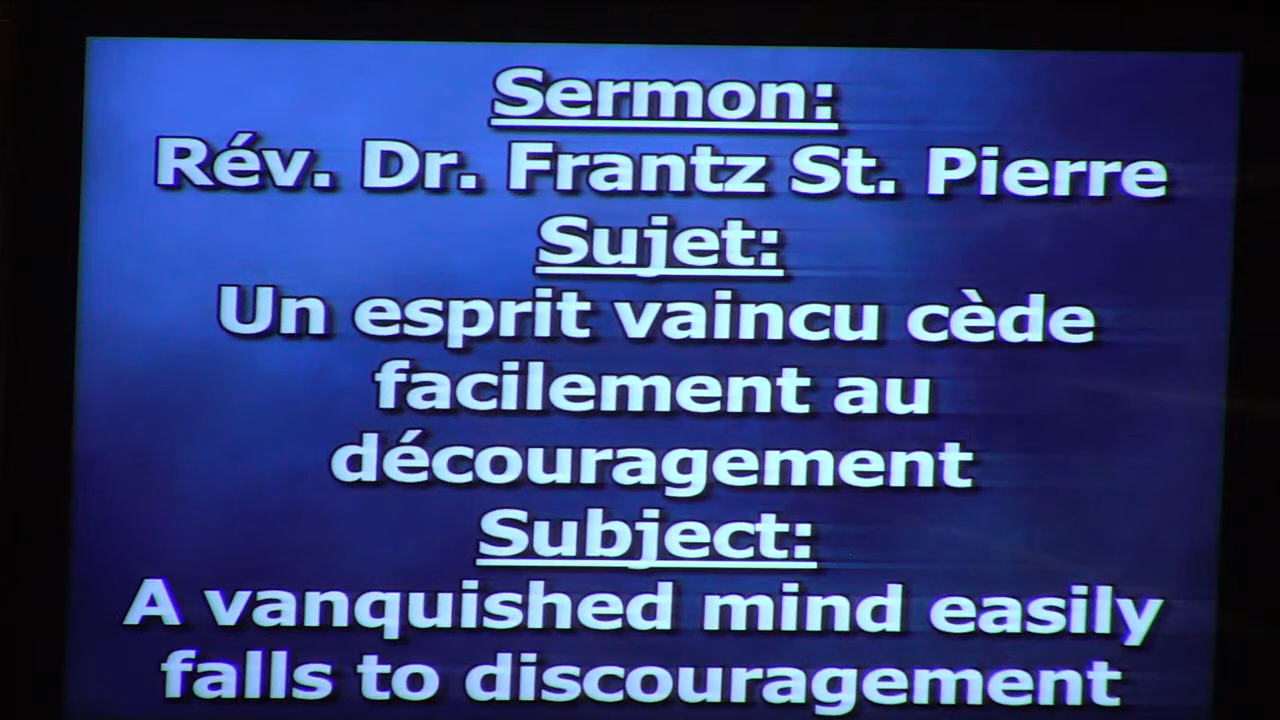 Sermon:
Rév. Dr. Frantz St. Pierre
Sujet:
Un esprit vaincu cède
facilement au
découragement
Subject:
A vanquished mind easily
falls to discouragement